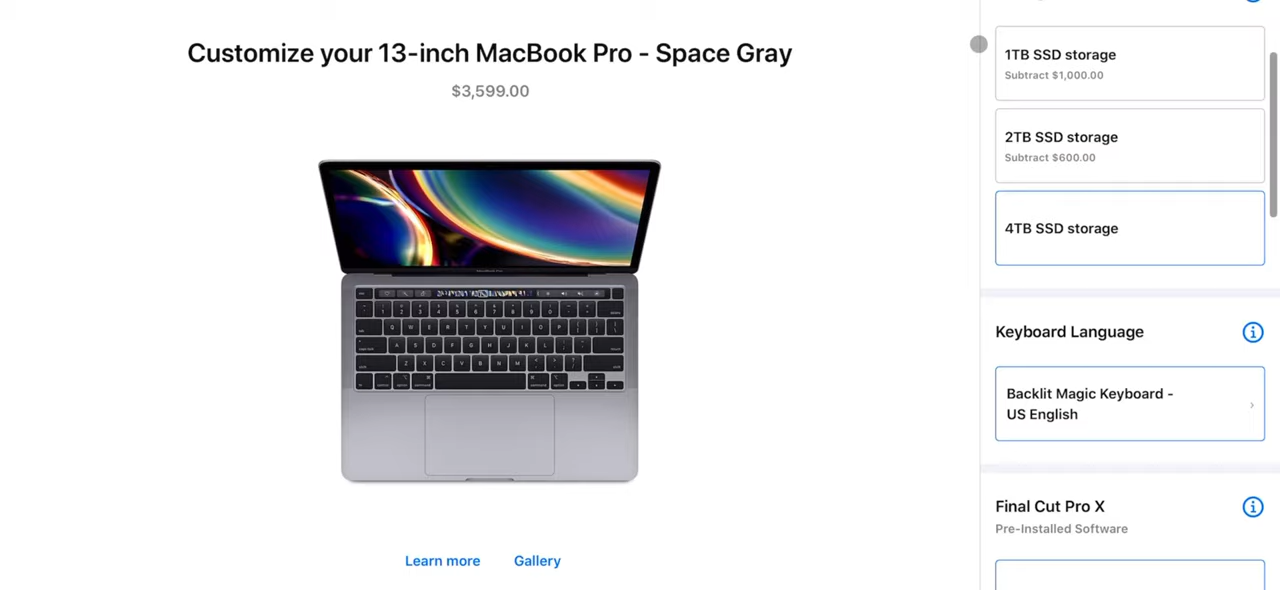 Customize your 13-inch MacBook Pro - Space Gray
$3,599.00
Learn more
Gallery
1TB SSD storage
Subtract $1,000.00
2TB SSD storage
Subtract $600.00
4TB SSD storage
Keyboard Language
Backlit Magic Keyboard -
US English
Final Cut Pro X
Pre-Installed Software